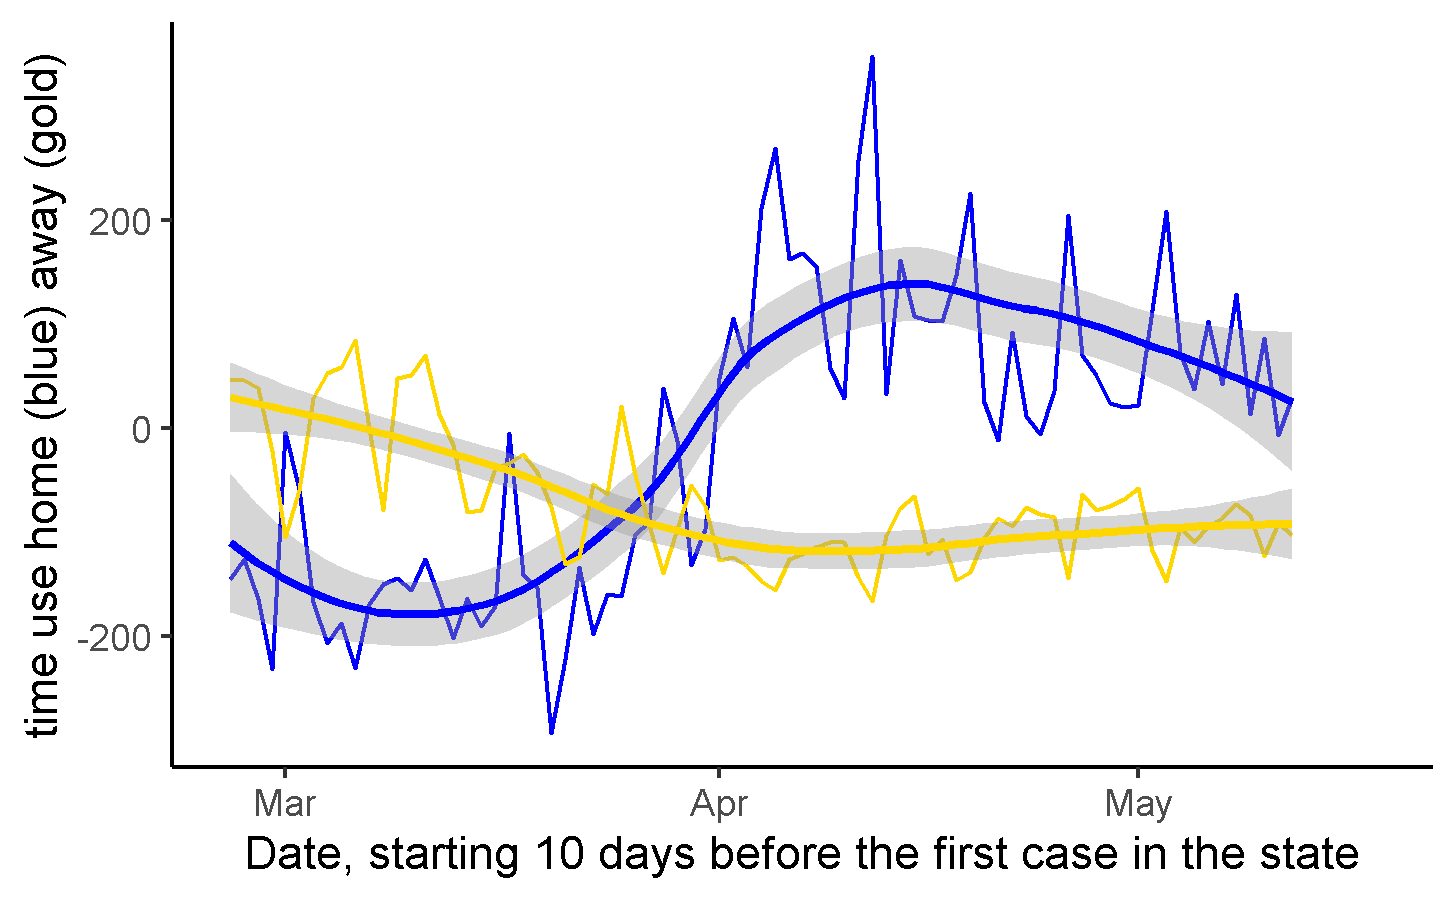 time use home (blue) away (gold)
200
0
-200
Mar
Apr
May
Date, starting 10 days before the first case in the state